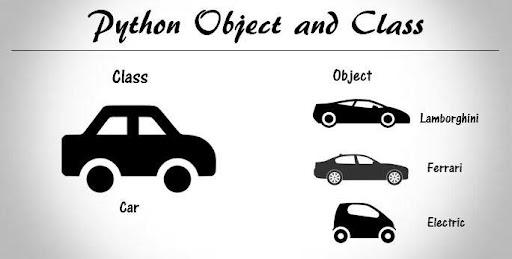 Python Object and Class
Class
Car
Object
Lamborghini
Ferrari
Electric